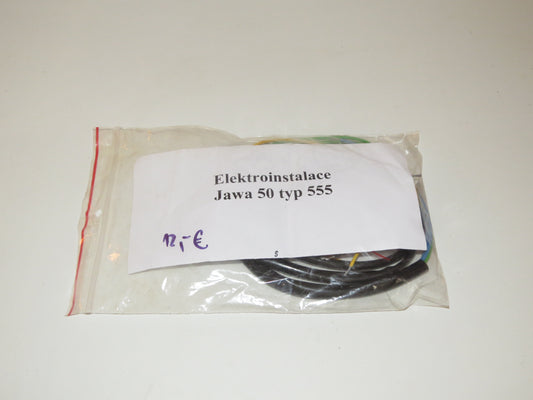 Elektroinstalace
Jawa 50 typ 555
12,-€
S